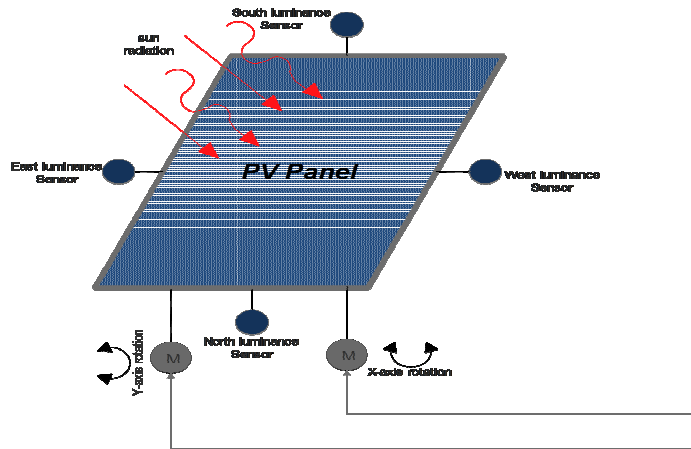 South luminance
Sensor
sun
radiation
East luminance
Sensor
PV Panel
West luminance
Sensor
North luminance
Sensor
M
M
Y-axis rotation
X-axis rotation